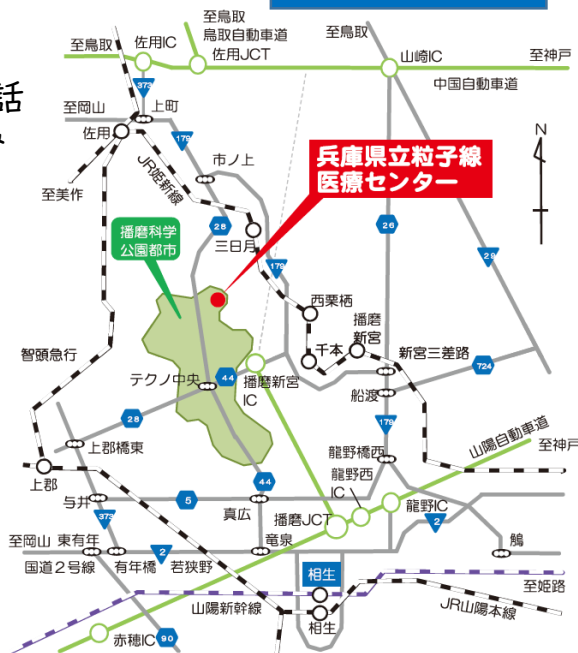 至鳥取
鳥取自動車道
至鳥取
至鳥取
佐用IC
佐用JCT
山崎IC
至神戸
中国自動車道
話
373
至岡山
上町
佐用
179
市ノ上
N
JR姫新線
兵庫県立粒子線
医療センター
至美作
28
26
播磨科学
公園都市
三日月
179
29
西栗栖
智頭急行
千本
播磨
新宮
新宮三差路
テクノ中央
44
播磨新宮
IC
724
船渡
28
179
上郡橋東
龍野橋西
山陽自動車道
至神戸
上郡
44
龍野西
IC
与井
5
真広
龍野IC
373
播磨JCT
2
至岡山
東有年
2
竜泉
鵤
国道2号線
有年橋
若狭野
相生
至姫路
山陽新幹線
相生
JR山陽本線
赤穂IC
90